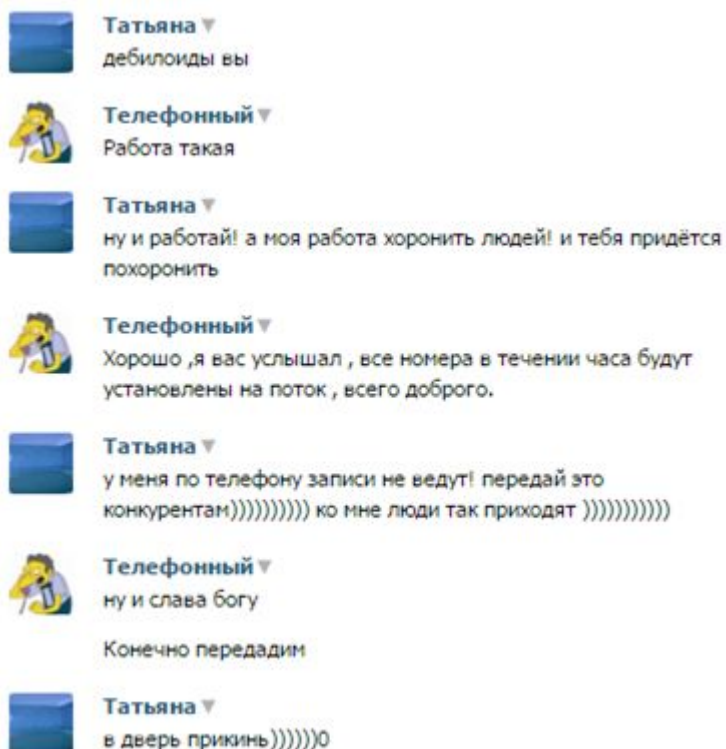 Татьяна
дебилоиды вы
Телефонный
Работа такая
Татьяна
ну и работай! а моя работа хоронить людей! и тебя придётся
похоронить
Телефонный
Хорошо ,я вас услышал , все номера в течении часа будут
установлены на поток , всего доброго.
Татьяна
у меня по телефону записи не ведут! передай это
конкурентам)))))))))) ко мне люди так приходят )))))))))))
Телефонный
ну и слава богу
Конечно передадим
Татьяна
в дверь прикинь))))))0